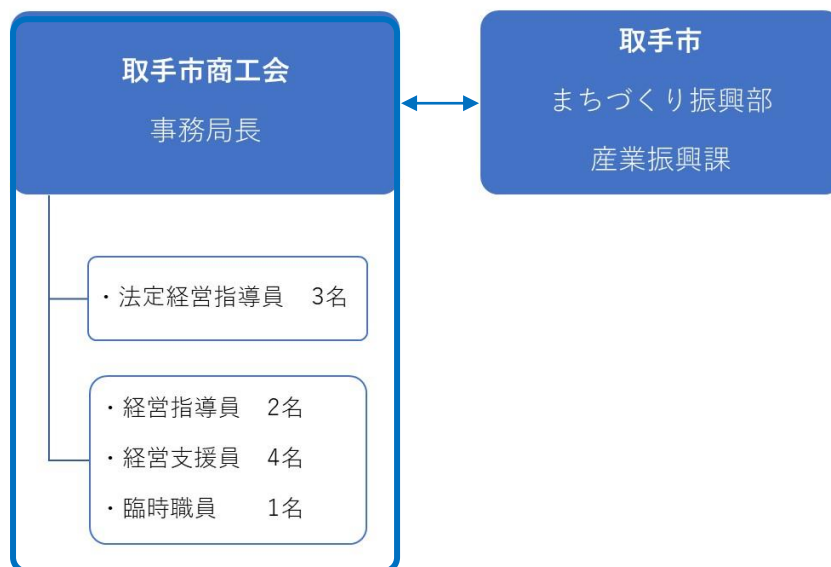 取手市商工会
事務局長
取手市
まちづくり振興部
産業振興課
・法定経営指導員　3名
・経営指導員　2名
・経営支援員　4名
・臨時職員　　1名